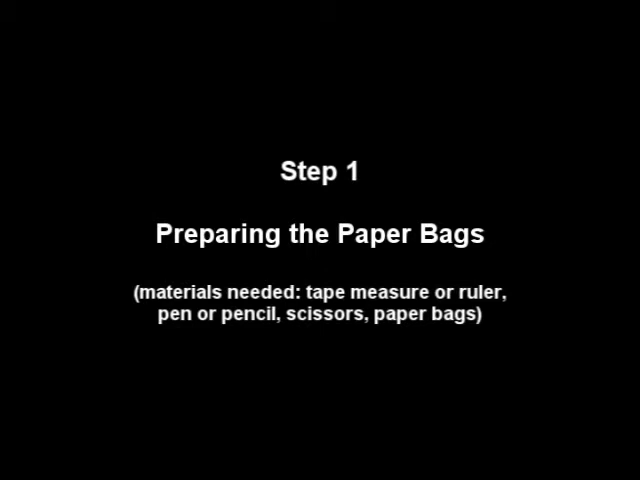 Step 1
Preparing the Paper Bags
(materials needed: tape measure or ruler,
pen or pencil, scissors, paper bags)